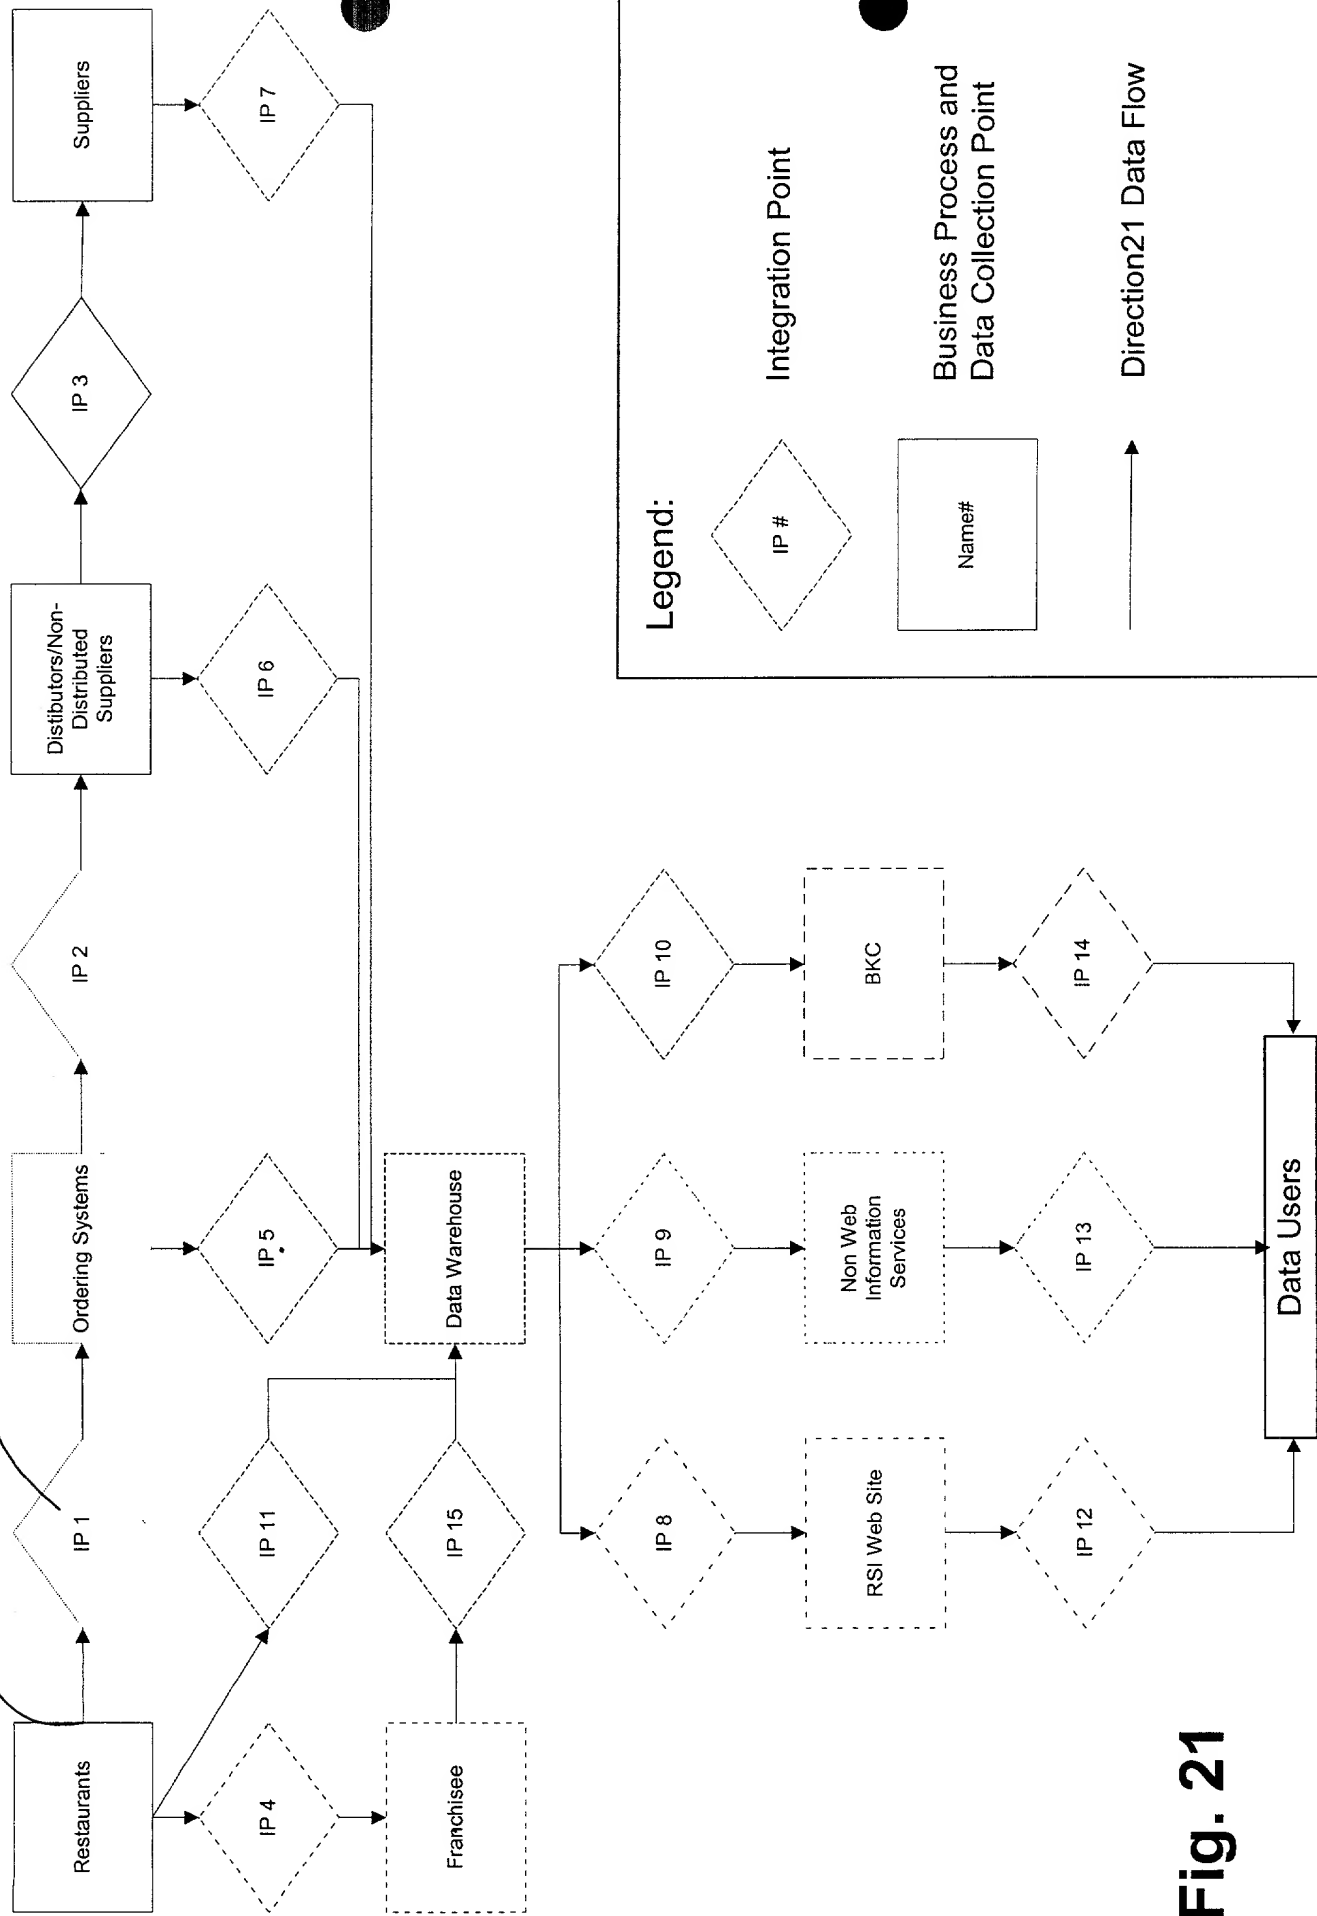 Restaurants
IP 1
Ordering Systems
IP 2
Distibutors/Non-
Distributed
Suppliers
IP 3
Suppliers
IP 4
IP 11
IP 5
IP 6
IP 7
Franchisee
IP 15
Data Warehouse
IP 8
IP 9
IP 10
RSI Web Site
Non Web
Information
Services
BKC
IP 12
IP 13
IP 14
Data Users
Legend:
IP #
Integration Point
Name#
Business Process and
Data Collection Point
Direction21 Data Flow
Fig. 21